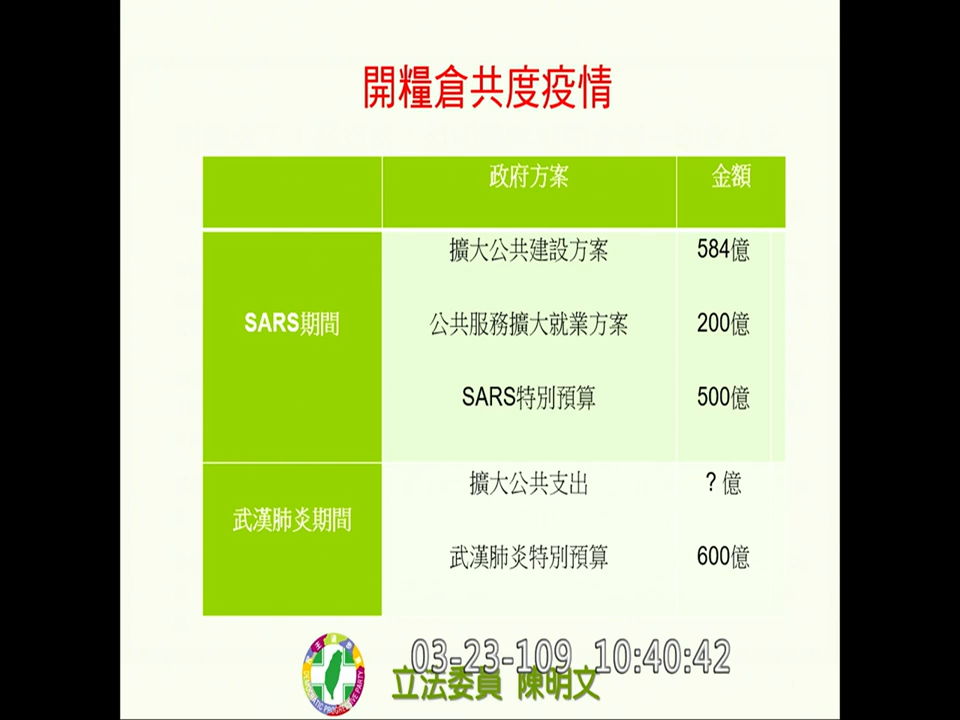 開糧倉共度疫情
政府方案 金額
擴大公共建設方案 584億
SARS期間 公共服務擴大就業方案 200億
SARS特別預算 500億
擴大公共支出 ? 億
武漢肺炎期間
武漢肺炎特別預算 600億
03-23-109 10:40:42
立法委員 陳明文
DEMOCRATIC PROGRESSIVE PARTY